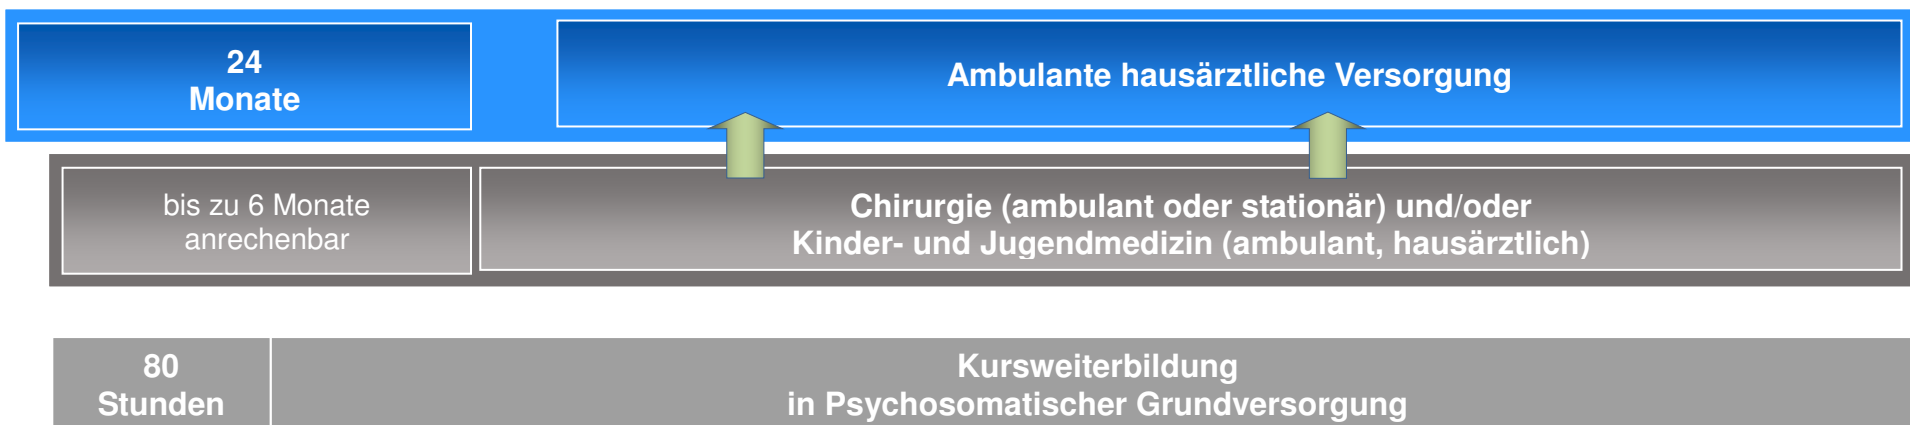 24
Monate
Ambulante hausärztliche Versorgung
bis zu 6 Monate
anrechenbar
Chirurgie (ambulant oder stationär) und/oder
Kinder- und Jugendmedizin (ambulant, hausärztlich)
80
Stunden
Kursweiterbildung
in Psychosomatischer Grundversorgung